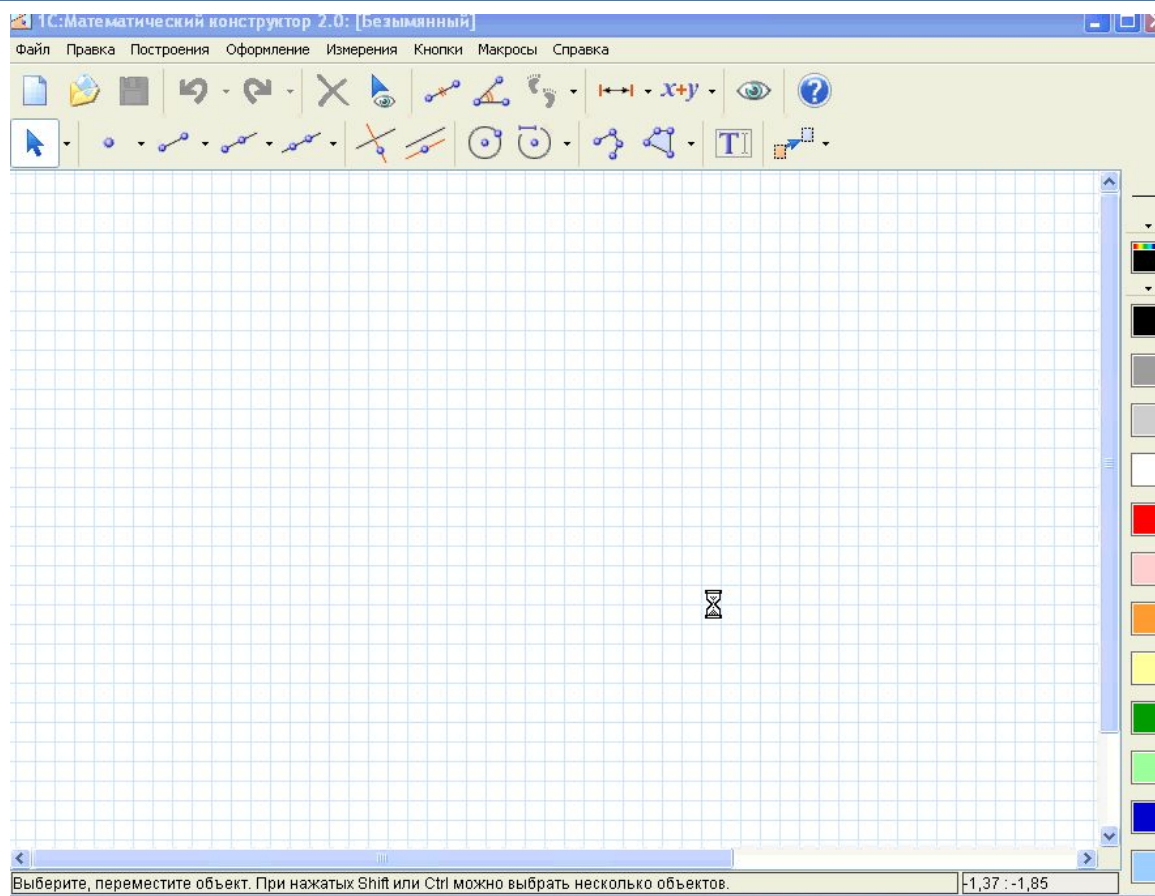 1С:Математический конструктор 2.0: [Безымянный]
Файл Правка Построения Оформление Измерения Кнопки Макросы Справка
x+y
?
T
Выберите, переместите объект. При нажатых Shift или Ctrl можно выбрать несколько объектов. -1,37 : -1,85